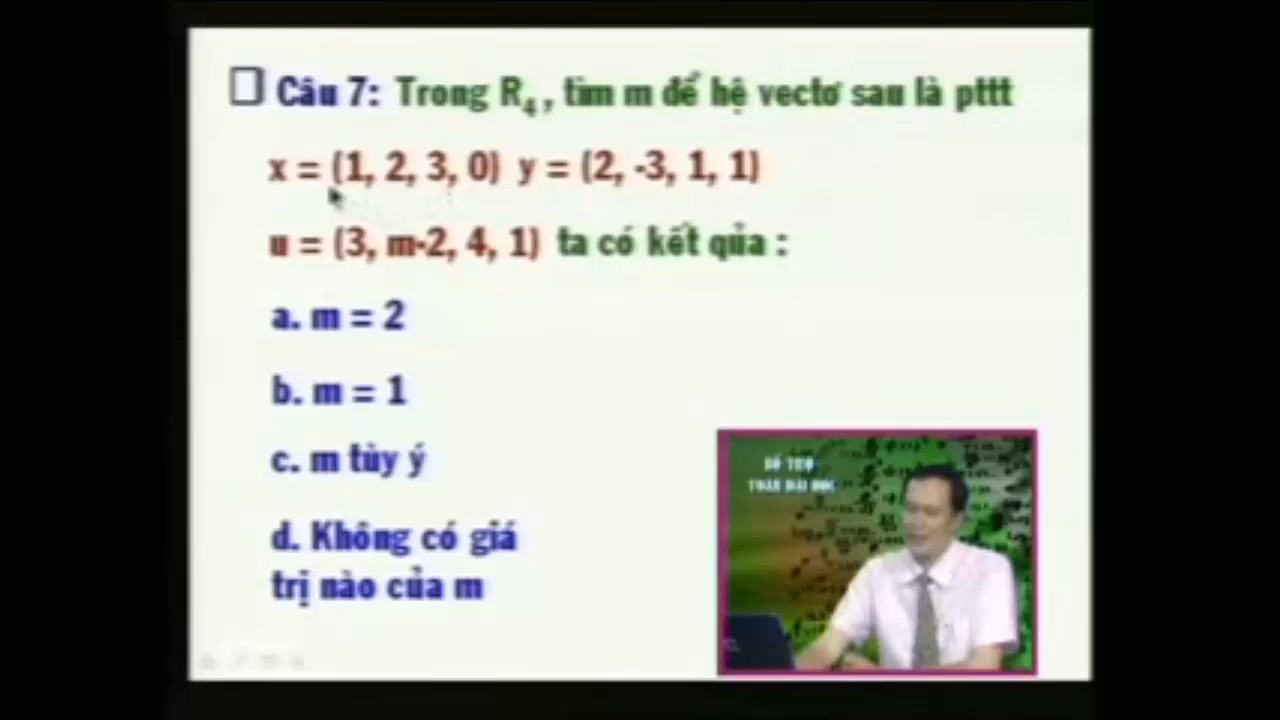 Câu 7: Trong R4, tìm m để hệ vectơ sau là pttt
x = (1, 2, 3, 0) y = (2, -3, 1, 1)
u = (3, m-2, 4, 1) ta có kết qủa :
a. m = 2
b. m = 1
c. m tùy ý
d. Không có giá
trị nào của m